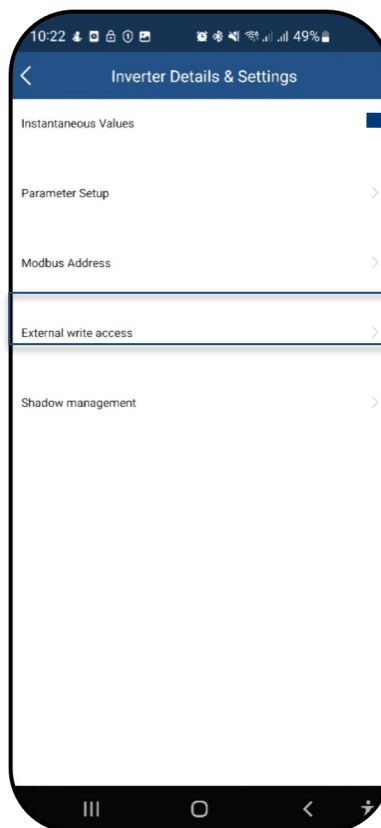 10:22 49%
Inverter Details & Settings
Instantaneous Values
Parameter Setup
Modbus Address
External write access
Shadow management